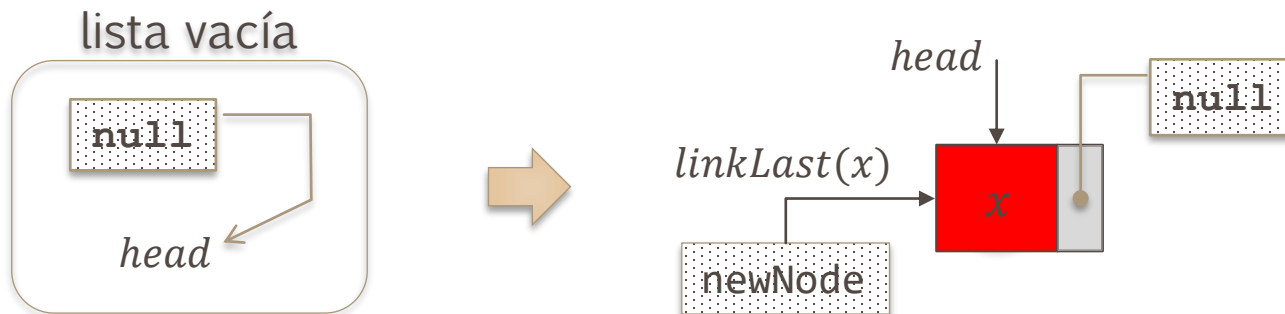 lista vacía
null
head
head
null
linkLast(x)
x
newNode